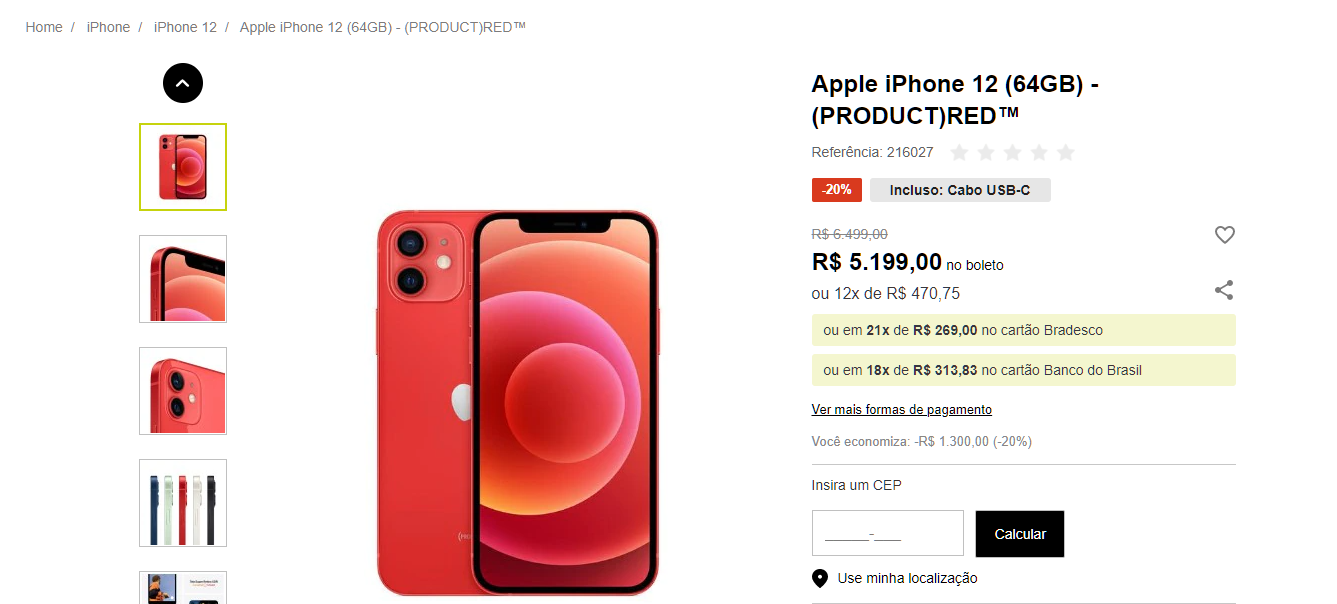 Home / iPhone / iPhone 12 / Apple iPhone 12 (64GB) - (PRODUCT)RED™
Apple iPhone 12 (64GB) -
(PRODUCT)RED™
Referência: 216027
-20%
Incluso: Cabo USB-C
R$ 6.499,00
R$ 5.199,00 no boleto
ou 12x de R$ 470,75
ou em 21x de R$ 269,00 no cartão Bradesco
ou em 18x de R$ 313,83 no cartão Banco do Brasil
Ver mais formas de pagamento
Você economiza: -R$ 1.300,00 (-20%)
Insira um CEP
_____-___
Calcular
Use minha localização